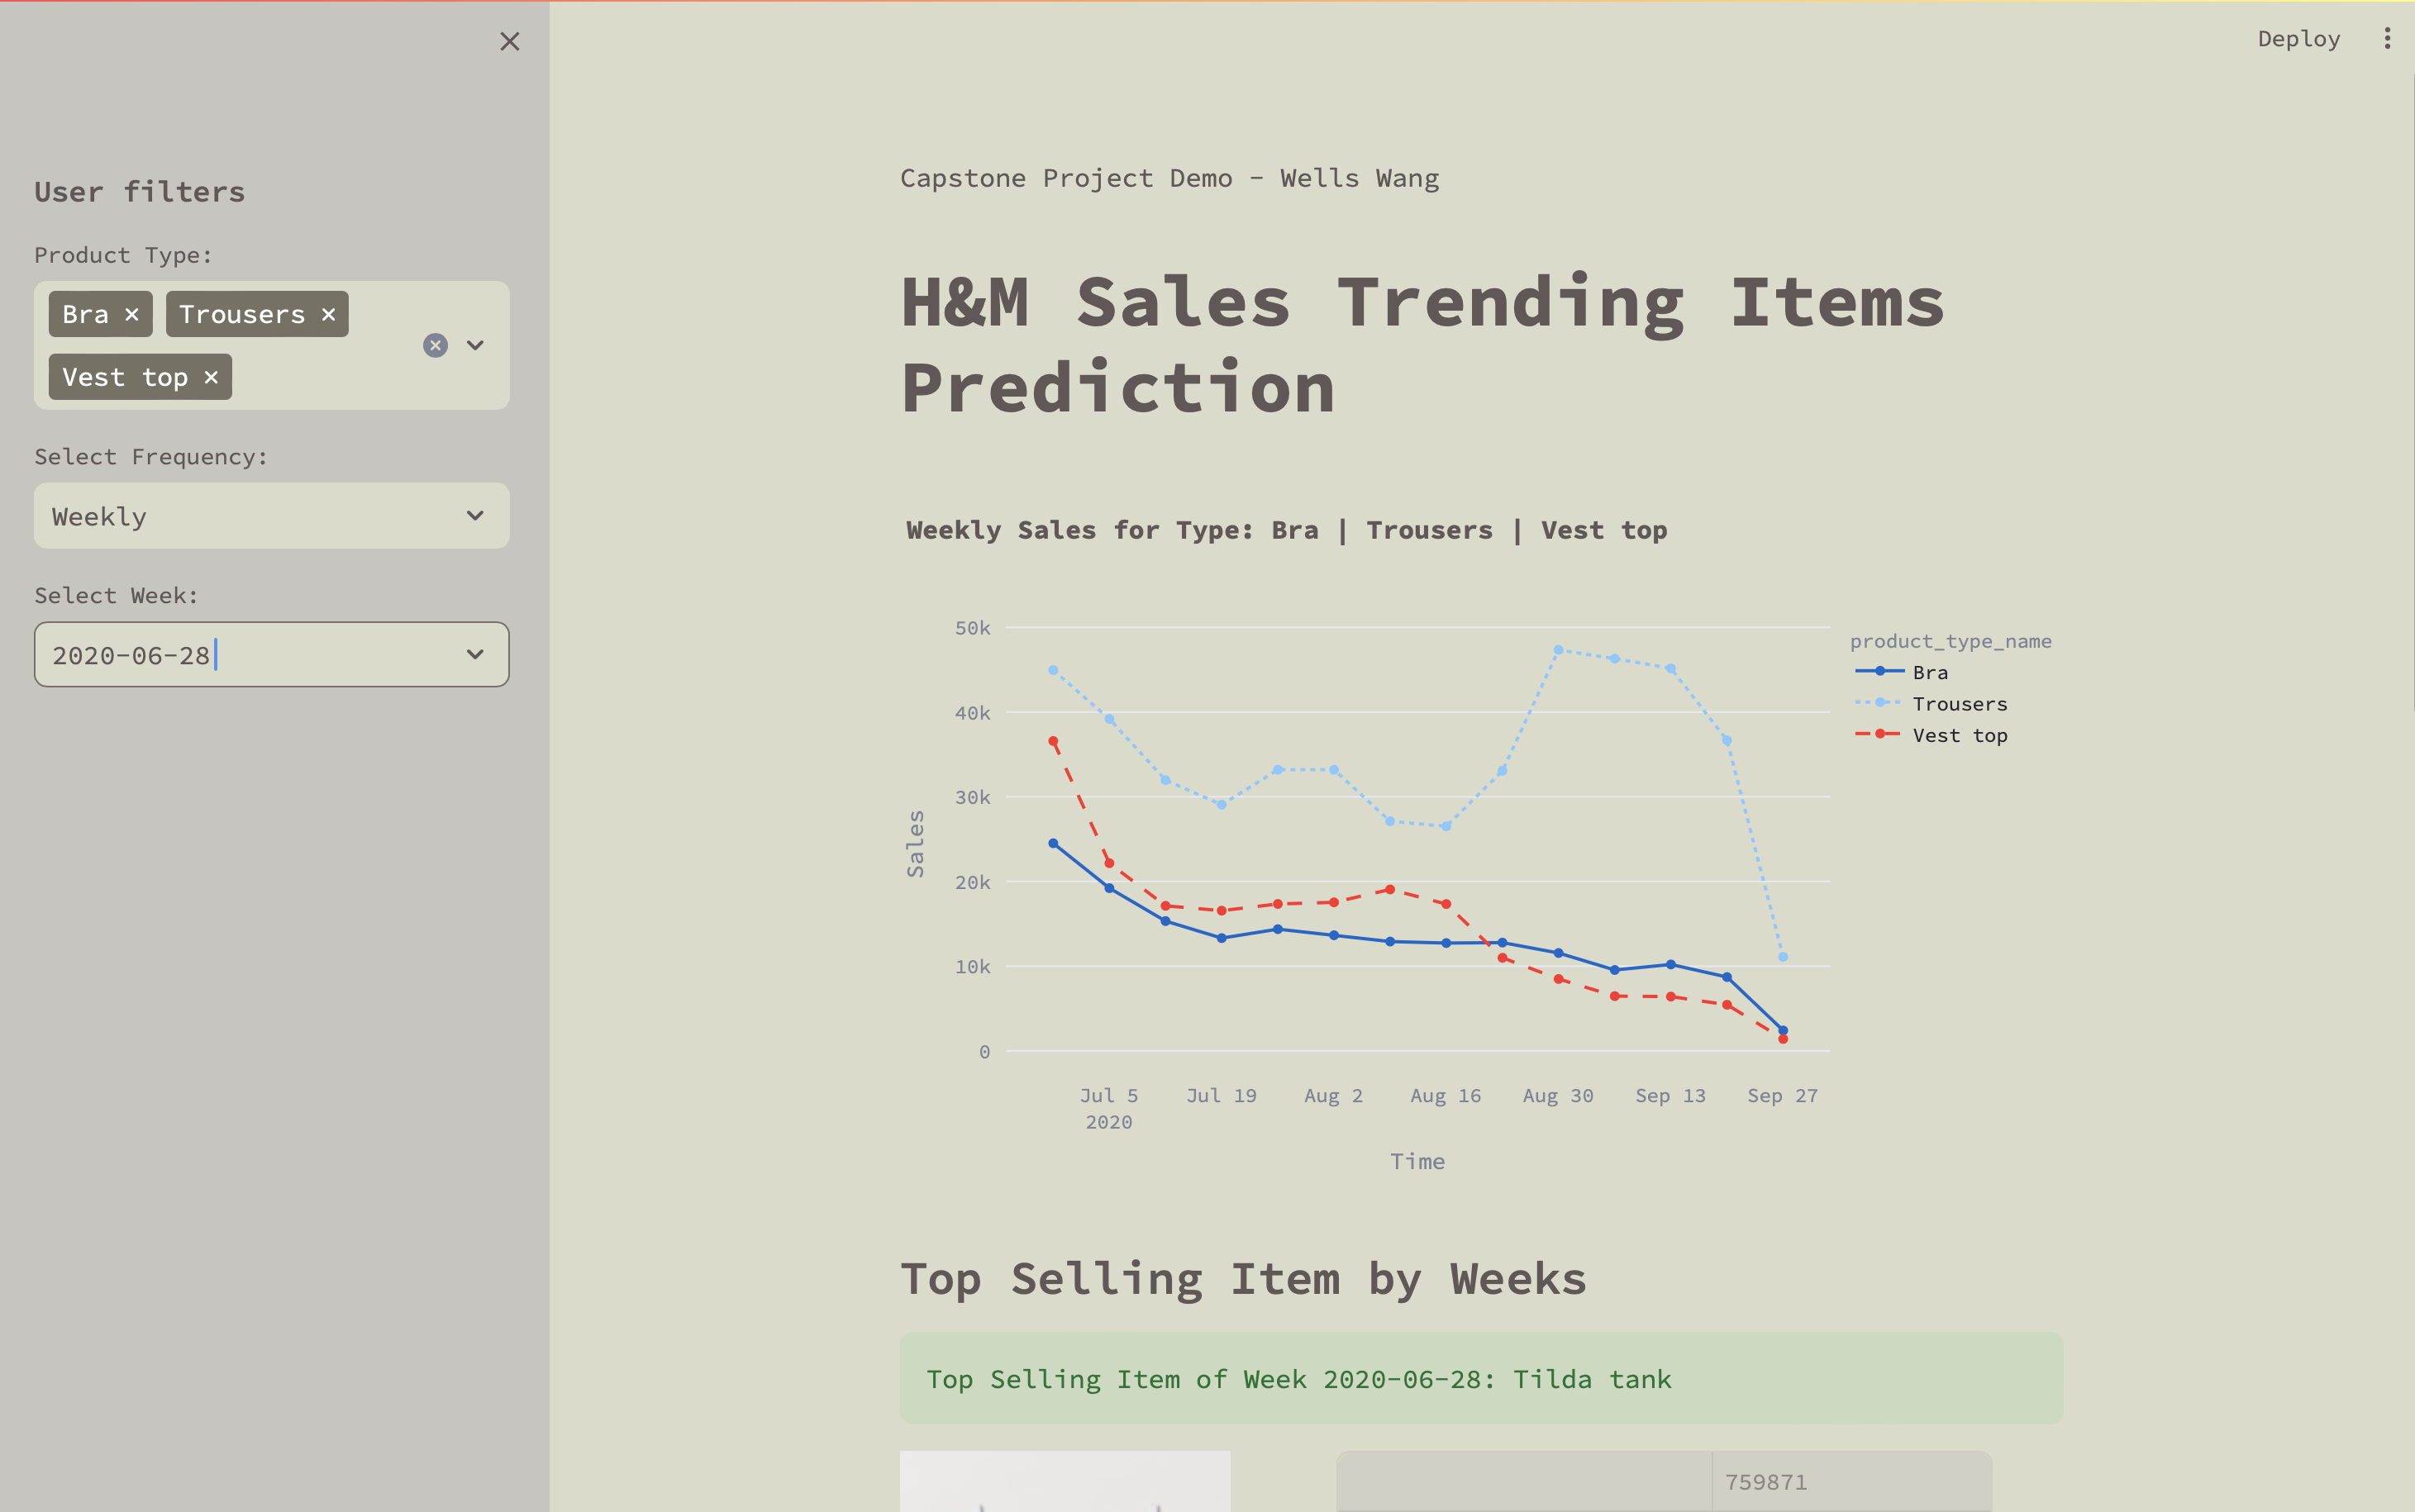 Deploy
User filters
Product Type:
Bra
Trousers
Vest top
Select Frequency:
Weekly
Select Week:
2020-06-28
Capstone Project Demo - Wells Wang
H&M Sales Trending Items
Prediction
Weekly Sales for Type: Bra | Trousers | Vest top
50k
40k
30k
20k
10k
0
Sales
Jul 5
2020
Jul 19
Aug 2
Aug 16
Aug 30
Sep 13
Sep 27
Time
product_type_name
Bra
Trousers
Vest top
Top Selling Item by Weeks
Top Selling Item of Week 2020-06-28: Tilda tank
759871